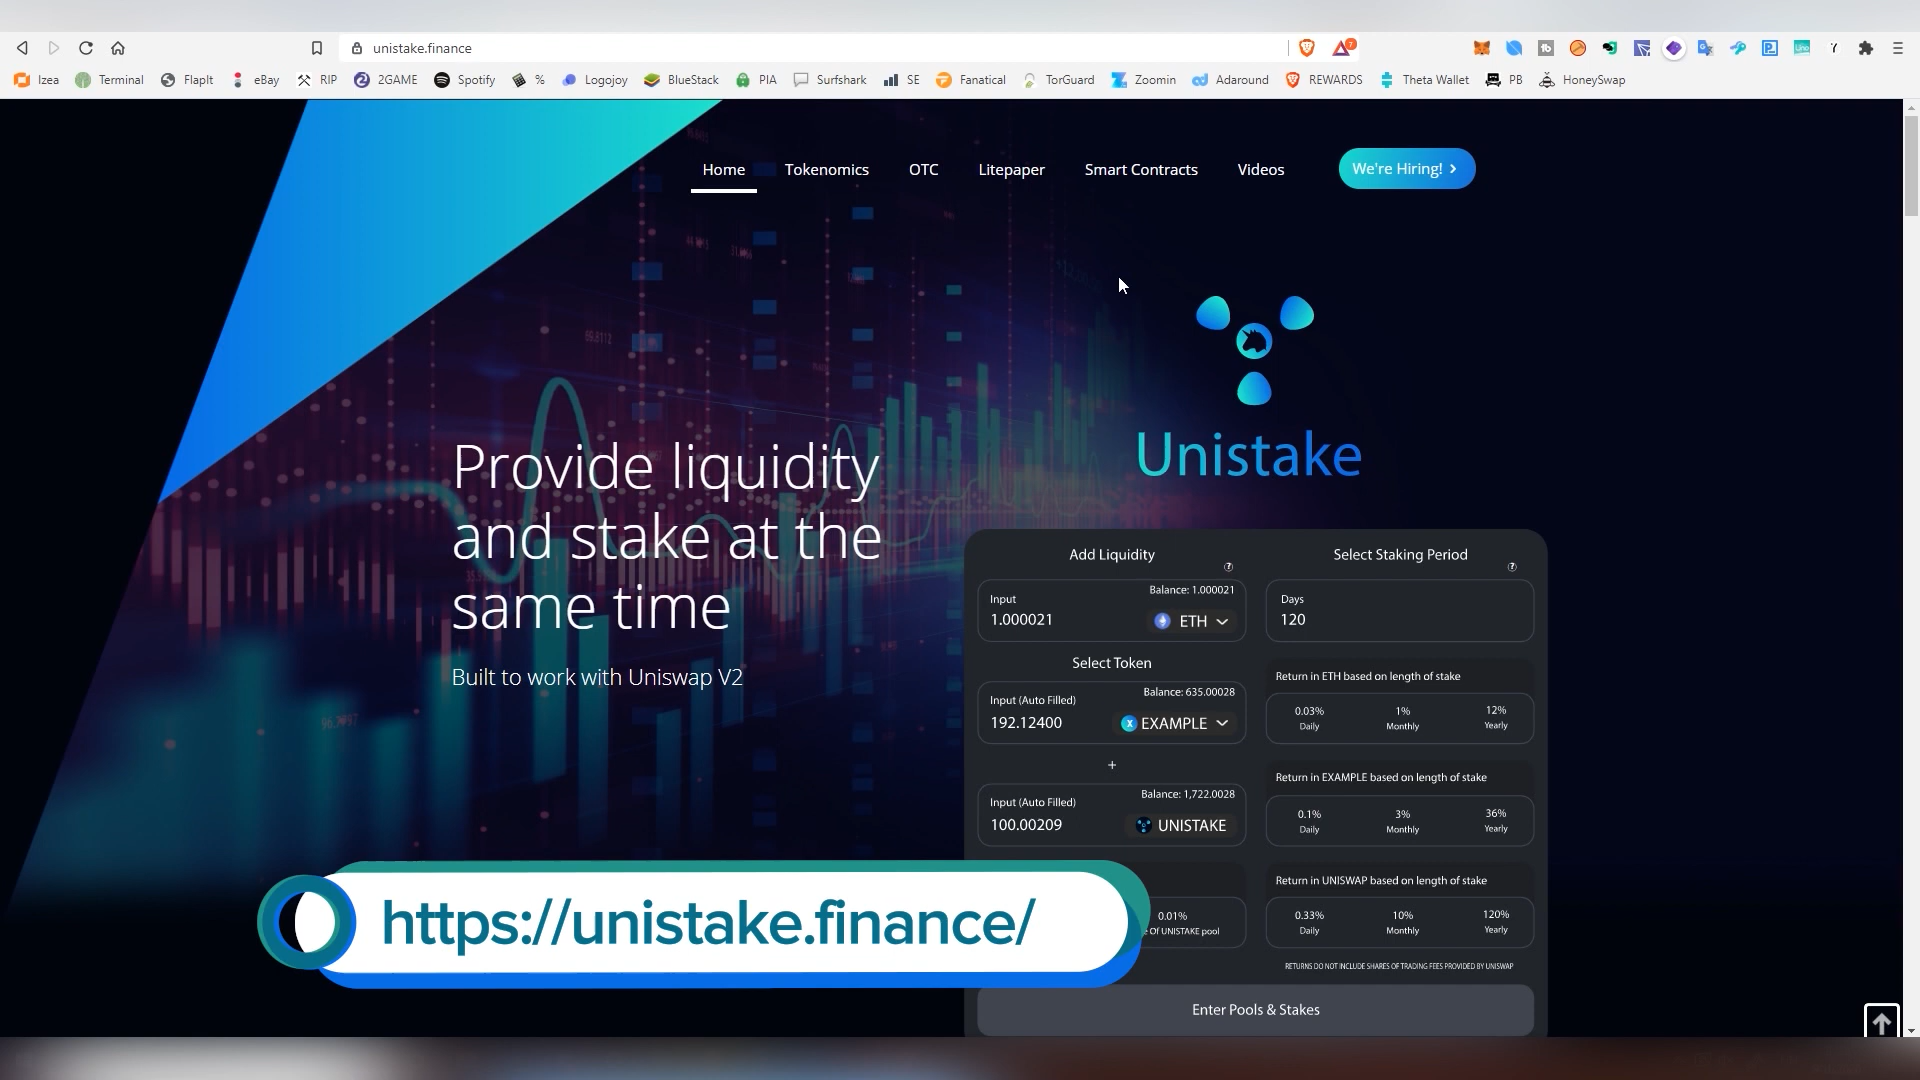 unistake.finance
7
Izea
Terminal
FlapIt
eBay
RIP
2GAME
Spotify
%
Logojoy
BlueStack
PIA
Surfshark
SE
Fanatical
TorGuard
Zoomin
Adaround
REWARDS
Theta Wallet
PB
HoneySwap
Home
Tokenomics
OTC
Litepaper
Smart Contracts
Videos
We're Hiring!
Unistake
Provide liquidity
and stake at the
same time
Built to work with Uniswap V2
Add Liquidity
Input
Balance: 1.000021
1.000021
ETH
Select Token
Input (Auto Filled)
Balance: 635.00028
192.12400
EXAMPLE
+
Input (Auto Filled)
Balance: 1,722.0028
100.00209
UNISTAKE
0.01%
Of UNISTAKE pool
Select Staking Period
Days
120
Return in ETH based on length of stake
0.03% 1% 12%
Daily Monthly Yearly
Return in EXAMPLE based on length of stake
0.1% 3% 36%
Daily Monthly Yearly
Return in UNISWAP based on length of stake
0.33% 10% 120%
Daily Monthly Yearly
RETURNS DO NOT INCLUDE SHARES OF TRADING FEES PROVIDED BY UNISWAP
Enter Pools & Stakes
https://unistake.finance/